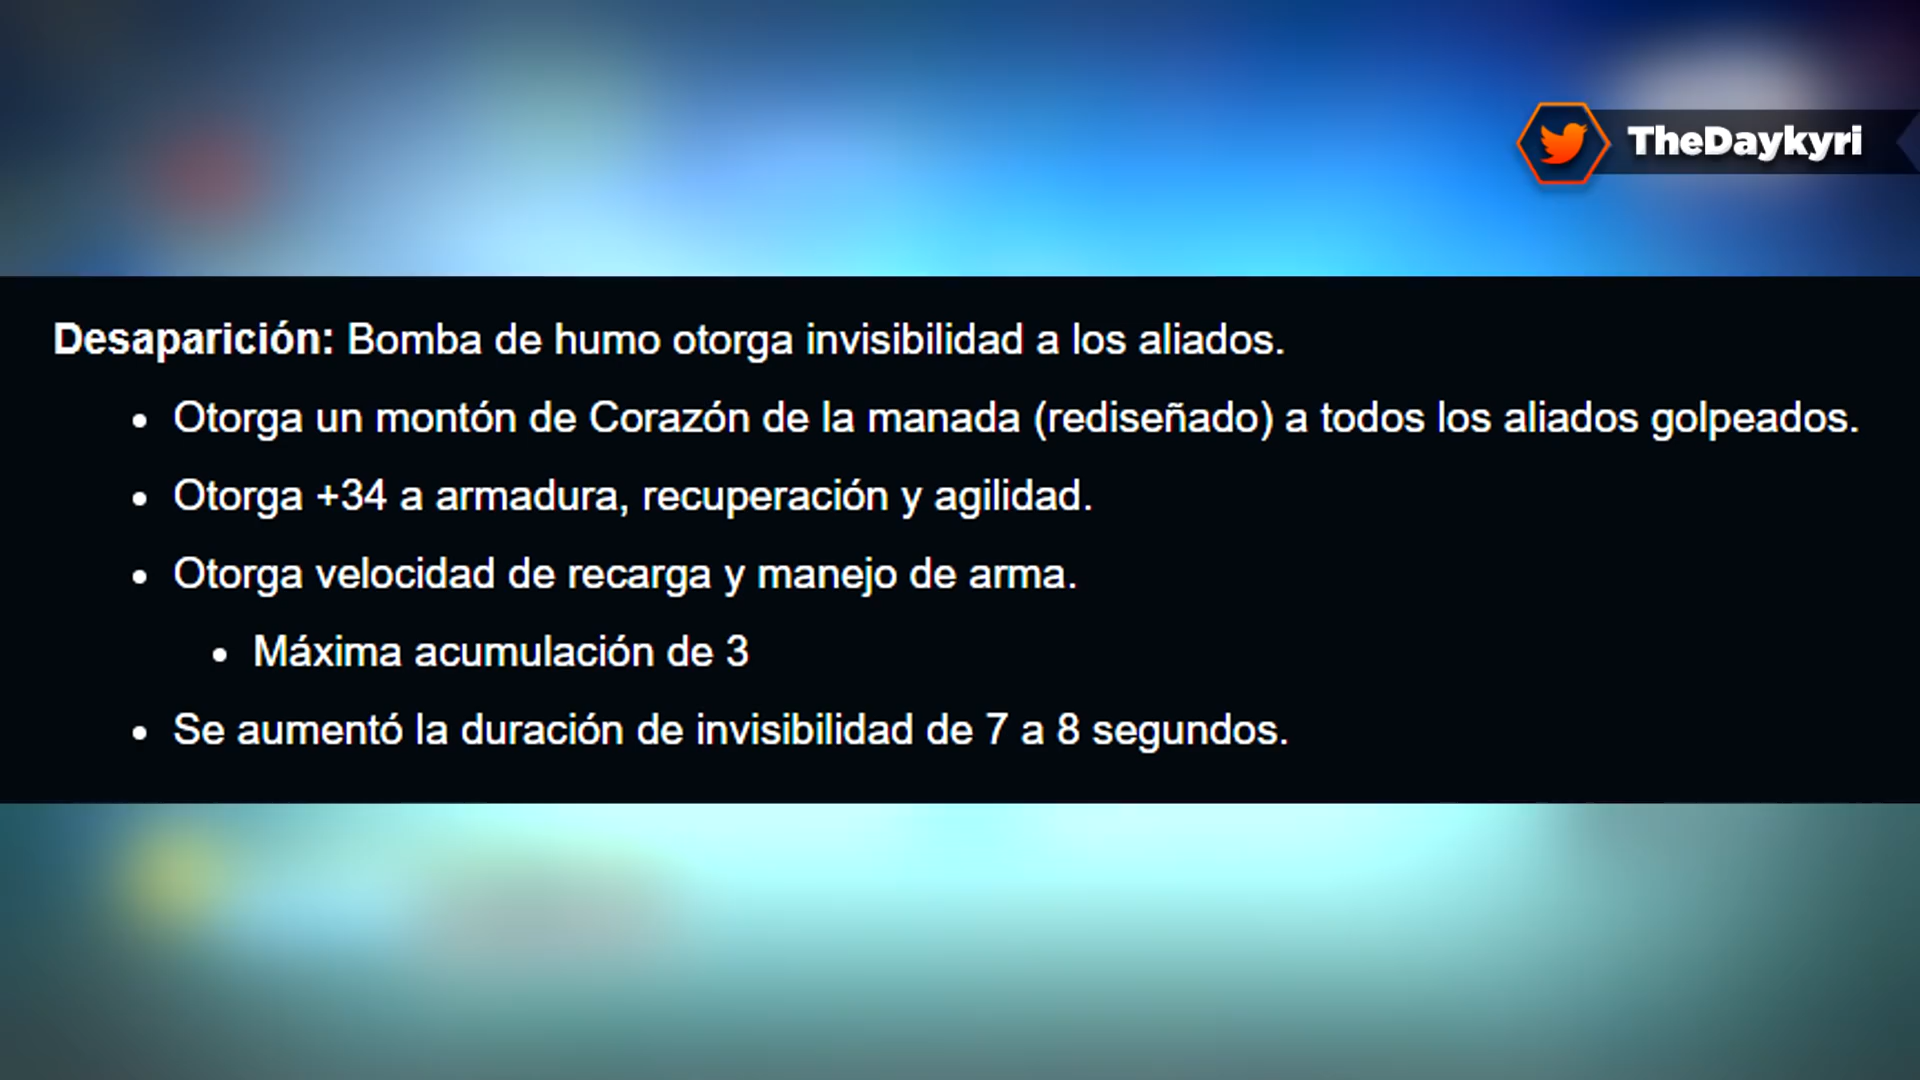 TheDaykyri
Desaparición: Bomba de humo otorga invisibilidad a los aliados.
• Otorga un montón de Corazón de la manada (rediseñado) a todos los aliados golpeados.
• Otorga +34 a armadura, recuperación y agilidad.
• Otorga velocidad de recarga y manejo de arma.
• Máxima acumulación de 3
• Se aumentó la duración de invisibilidad de 7 a 8 segundos.